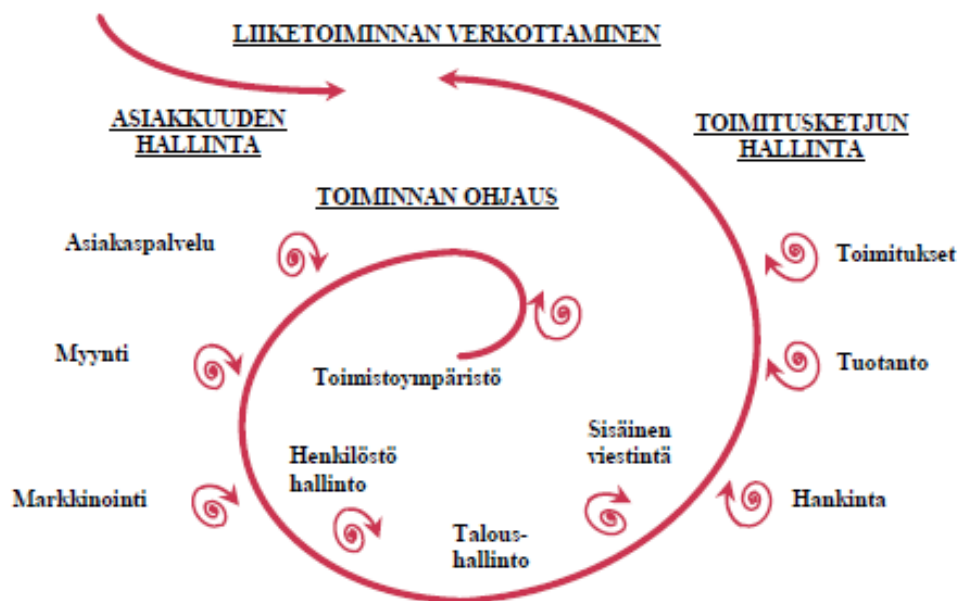 LIIKETOIMINNAN VERKOTTAMINEN
ASIAKKUUDEN
HALLINTA
TOIMITUSKETJUN
HALLINTA
TOIMINNAN OHJAUS
Asiakaspalvelu
Toimitukset
Myynti
Toimistoympäristö
Tuotanto
Henkilöstö
hallinto
Sisäinen
viestintä
Markkinointi
Talous-
hallinto
Hankinta